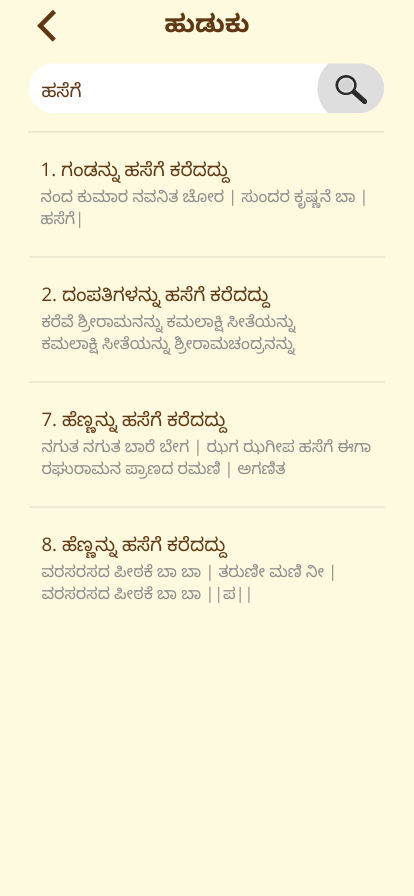 ಹುಡುಕು
ಹಸೆಗೆ
1. ಗಂಡನ್ನು ಹಸೆಗೆ ಕರೆದದ್ದು
ನಂದ ಕುಮಾರ ನವನಿತ ಚೋರ | ಸುಂದರ ಕೃಷ್ಣನೆ ಬಾ |
ಹಸೆಗೆ|
2. ದಂಪತಿಗಳನ್ನು ಹಸೆಗೆ ಕರೆದದ್ದು
ಕರೆವೆ ಶ್ರೀರಾಮನನ್ನು ಕಮಲಾಕ್ಷಿ ಸೀತೆಯನ್ನು
ಕಮಲಾಕ್ಷಿ ಸೀತೆಯನ್ನು ಶ್ರೀರಾಮಚಂದ್ರನನ್ನು
7. ಹೆಣ್ಣನ್ನು ಹಸೆಗೆ ಕರೆದದ್ದು
ನಗುತ ನಗುತ ಬಾರೆ ಬೇಗ | ಝಗ ಝಗೀಪ ಹಸೆಗೆ ಈಗಾ
ರಘುರಾಮನ ಪ್ರಾಣದ ರಮಣಿ | ಅಗಣಿತ
8. ಹೆಣ್ಣನ್ನು ಹಸೆಗೆ ಕರೆದದ್ದು
ವರಸರಸದ ಪೀಠಕೆ ಬಾ ಬಾ | ತರುಣೀ ಮಣಿ ನೀ |
ವರಸರಸದ ಪೀಠಕೆ ಬಾ ಬಾ ||ಪ||